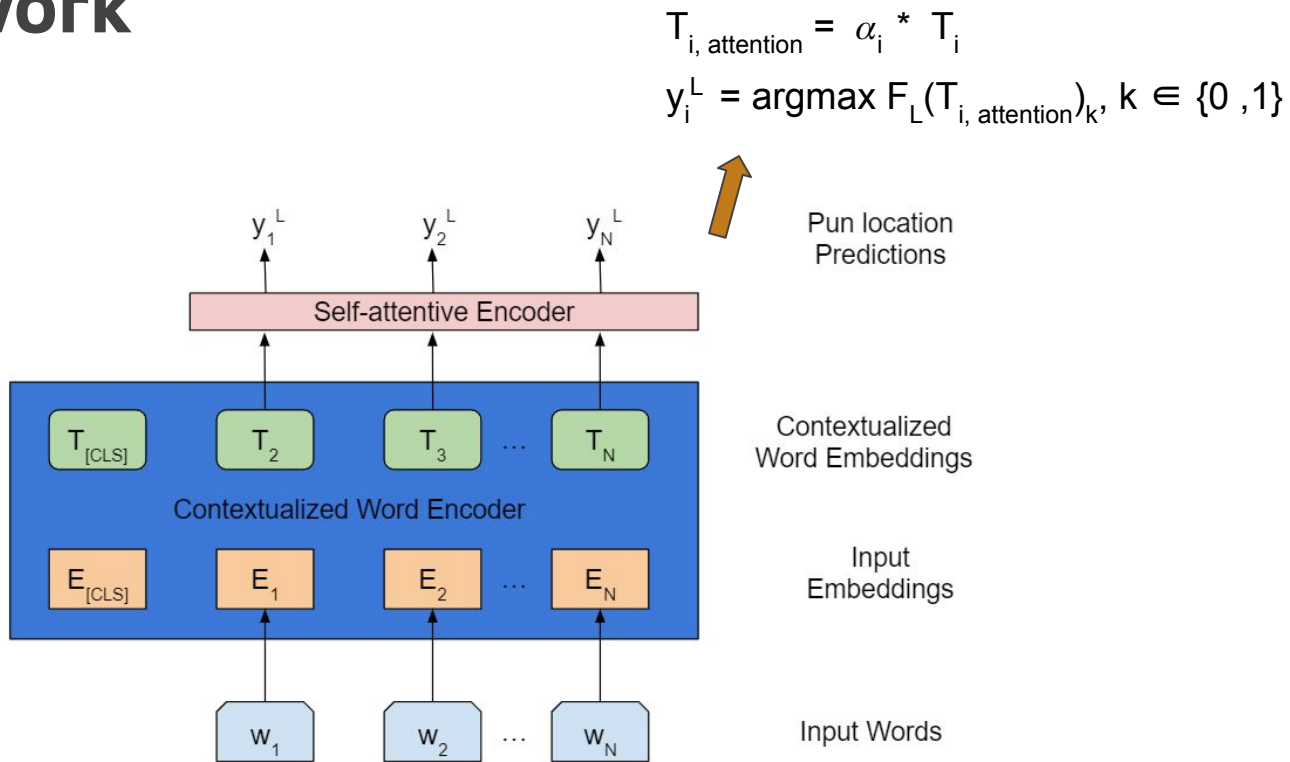 work
T_{i, attention} = α_i * T_i
y_i^L = argmax F_L(T_{i, attention})_k, k ∈ {0 ,1}
y_1^L y_2^L y_N^L Pun location
Predictions
Self-attentive Encoder
T_[CLS] T_2 T_3 ... T_N Contextualized
Word Embeddings
Contextualized Word Encoder
E_[CLS] E_1 E_2 ... E_N Input
Embeddings
w_1 w_2 ... w_N Input Words